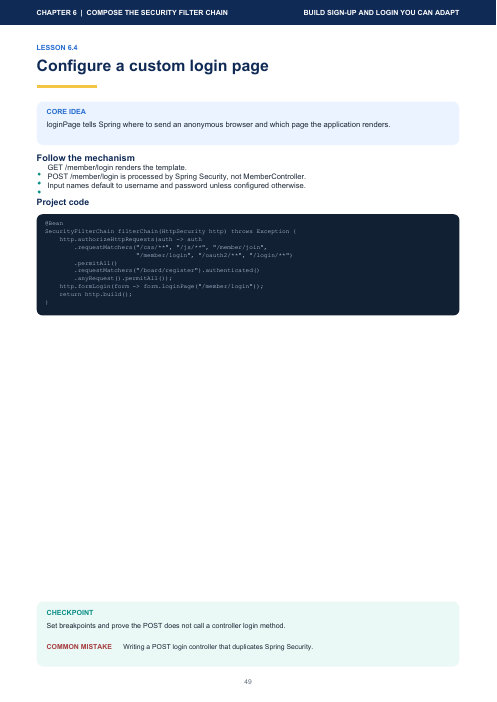 CHAPTER 6 | COMPOSE THE SECURITY FILTER CHAIN
BUILD SIGN-UP AND LOGIN YOU CAN ADAPT
LESSON 6.4
Configure a custom login page
CORE IDEA
loginPage tells Spring where to send an anonymous browser and which page the application renders.
Follow the mechanism
GET /member/login renders the template.
POST /member/login is processed by Spring Security, not MemberController.
Input names default to username and password unless configured otherwise.
Project code
@Bean
SecurityFilterChain filterChain(HttpSecurity http) throws Exception {
    http.authorizeHttpRequests(auth -> auth
        .requestMatchers("/css/**", "/js/**", "/member/join",
                         "/member/login", "/oauth2/**", "/login/**")
        .permitAll()
        .requestMatchers("/board/register").authenticated()
        .anyRequest().permitAll());
    http.formLogin(form -> form.loginPage("/member/login"));
    return http.build();
}
CHECKPOINT
Set breakpoints and prove the POST does not call a controller login method.
COMMON MISTAKE Writing a POST login controller that duplicates Spring Security.
49